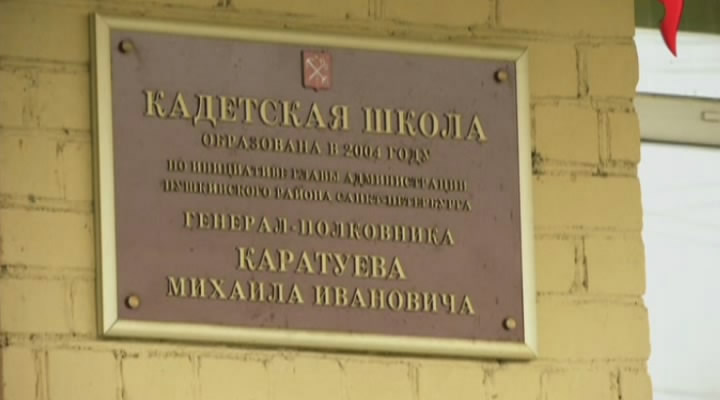 КАДЕТСКАЯ ШКОЛА
ОБРАЗОВАНА В 2004 ГОДУ
ПО ИНИЦИАТИВЕ ГЛАВЫ АДМИНИСТРАЦИИ
ПУШКИНСКОГО РАЙОНА САНКТ-ПЕТЕРБУРГА
ГЕНЕРАЛ-ПОЛКОВНИКА
КАРАТУЕВА
МИХАИЛА ИВАНОВИЧА